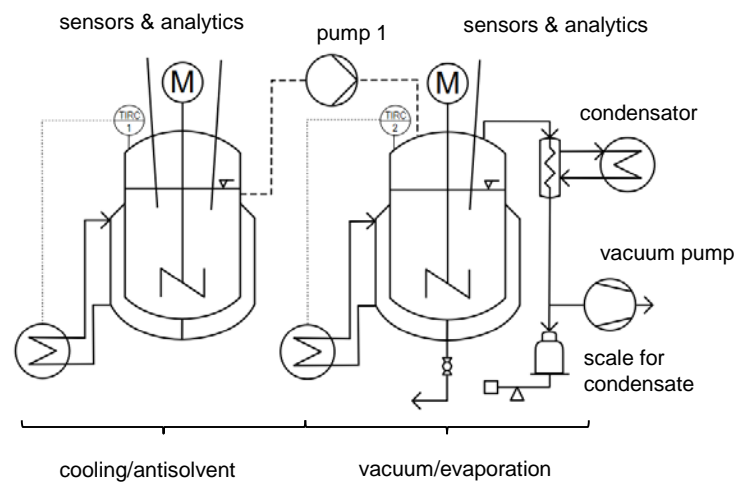 sensors & analytics
pump 1
sensors & analytics
M
M
TIRC
1
TIRC
2
condensator
vacuum pump
scale for
condensate
cooling/antisolvent
vacuum/evaporation